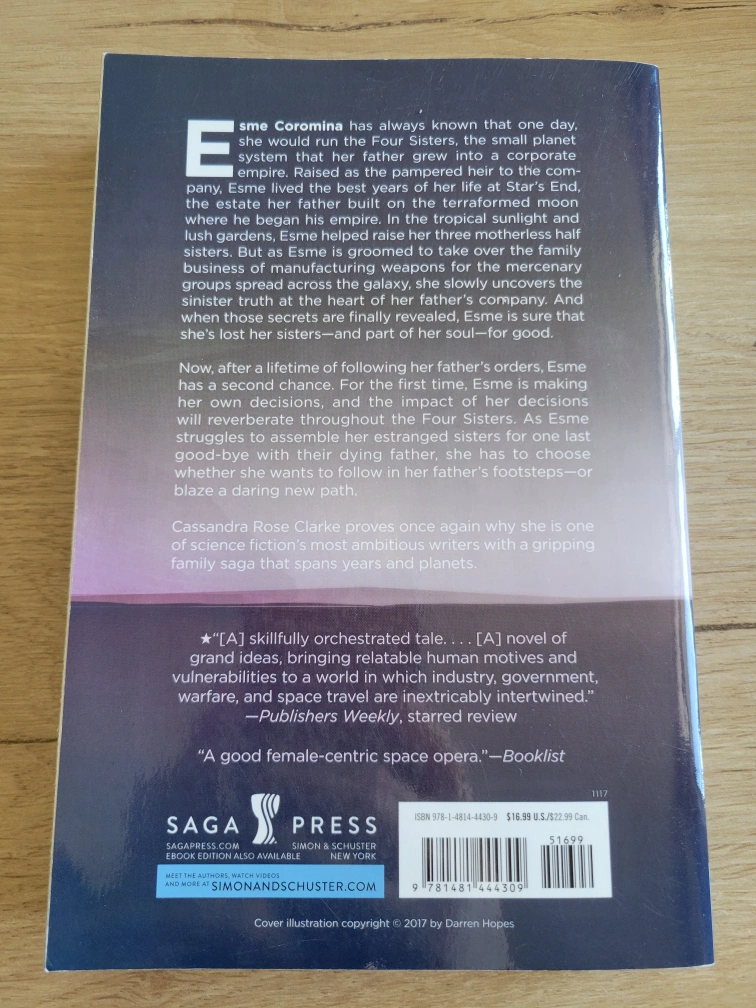 Esme Coromina has always known that one day,
she would run the Four Sisters, the small planet
system that her father grew into a corporate
empire. Raised as the pampered heir to the com-
pany, Esme lived the best years of her life at Star's End,
the estate her father built on the terraformed moon
where he began his empire. In the tropical sunlight and
lush gardens, Esme helped raise her three motherless half
sisters. But as Esme is groomed to take over the family
business of manufacturing weapons for the mercenary
groups spread across the galaxy, she slowly uncovers the
sinister truth at the heart of her father's company. And
when those secrets are finally revealed, Esme is sure that
she's lost her sisters—and part of her soul—for good.
Now, after a lifetime of following her father's orders, Esme
has a second chance. For the first time, Esme is making
her own decisions, and the impact of her decisions
will reverberate throughout the Four Sisters. As Esme
struggles to assemble her estranged sisters for one last
good-bye with their dying father, she has to choose
whether she wants to follow in her father's footsteps—or
blaze a daring new path.
Cassandra Rose Clarke proves once again why she is one
of science fiction's most ambitious writers with a gripping
family saga that spans years and planets.
★"[A] skillfully orchestrated tale. . . . [A] novel of
grand ideas, bringing relatable human motives and
vulnerabilities to a world in which industry, government,
warfare, and space travel are inextricably intertwined."
—Publishers Weekly, starred review
"A good female-centric space opera."—Booklist
1117
SAGA PRESS
SAGAPRESS.COM SIMON & SCHUSTER
EBOOK EDITION ALSO AVAILABLE NEW YORK
MEET THE AUTHORS, WATCH VIDEOS
AND MORE AT SIMONANDSCHUSTER.COM
ISBN 978-1-4814-4430-9 $16.99 U.S./$22.99 Can.
51699
9 781481 444309
Cover illustration copyright © 2017 by Darren Hopes